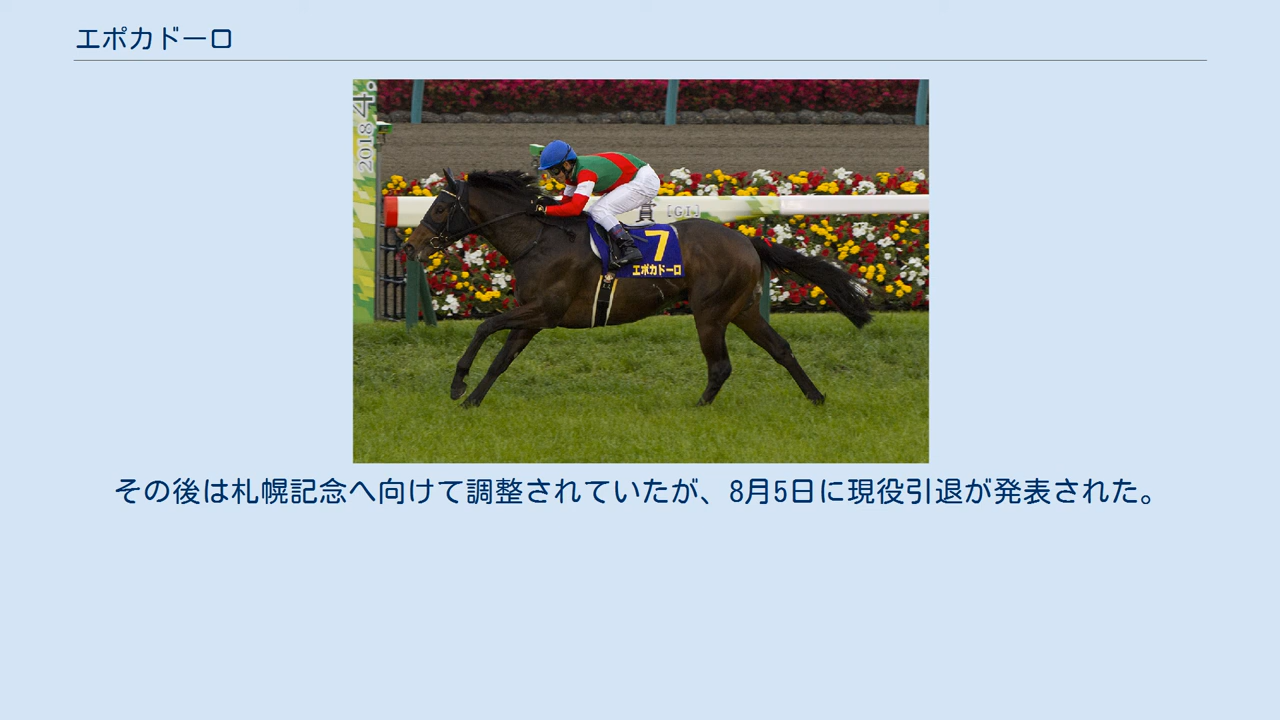 エポカドーロ
2018 4.
賞 [GI]
7
エポカドーロ
その後は札幌記念へ向けて調整されていたが、8月5日に現役引退が発表された。